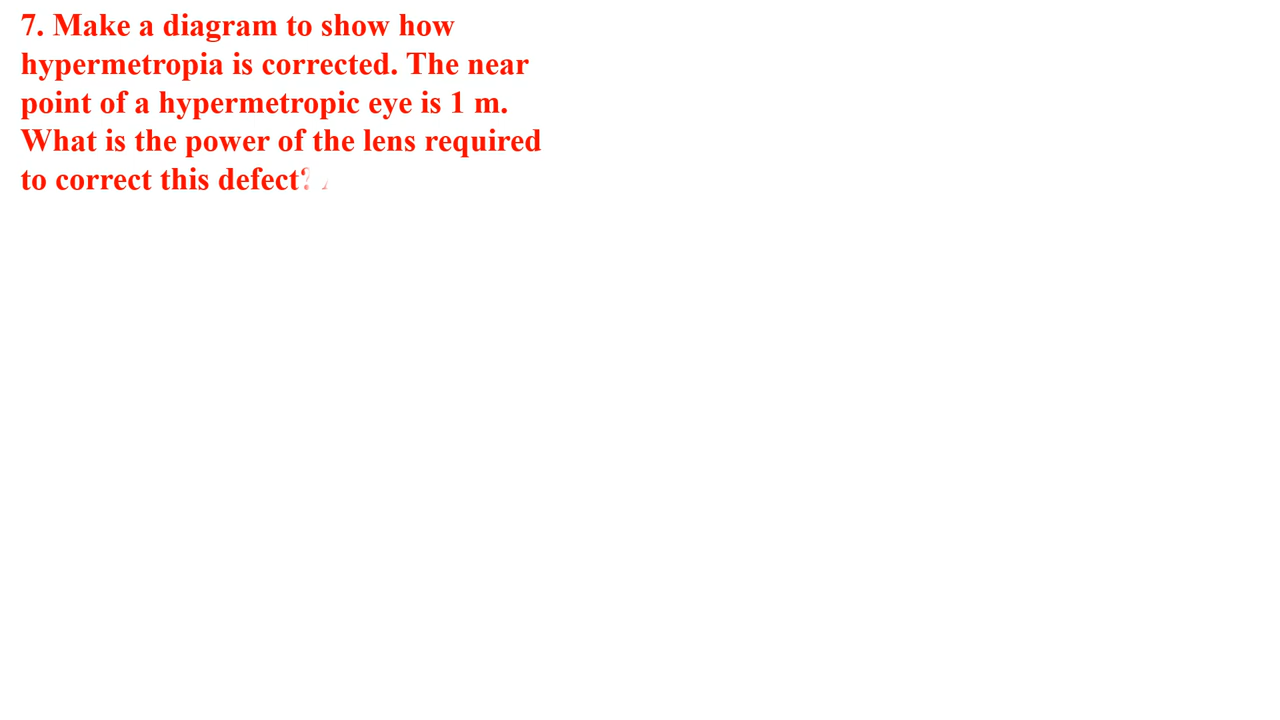 7. Make a diagram to show how
hypermetropia is corrected. The near
point of a hypermetropic eye is 1 m.
What is the power of the lens required
to correct this defect?